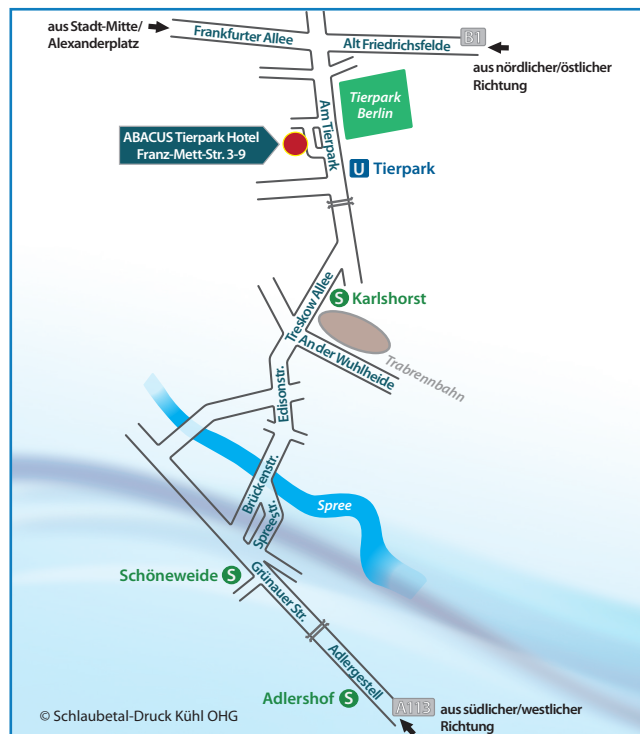 aus Stadt-Mitte/
Alexanderplatz
Frankfurter Allee
Alt Friedrichsfelde
B1
aus nördlicher/östlicher
Richtung
Tierpark
Berlin
Am Tierpark
ABACUS Tierpark Hotel
Franz-Mett-Str. 3-9
U Tierpark
S Karlshorst
Treskow Allee
An der Wuhlheide
Trabrennbahn
Edisonstr.
Brückenstr.
Spreestr.
Spree
Schöneweide S
Grünauer Str.
Adlergestell
Adlershof S
A113
aus südlicher/westlicher
Richtung
© Schlaubetal-Druck Kühl OHG